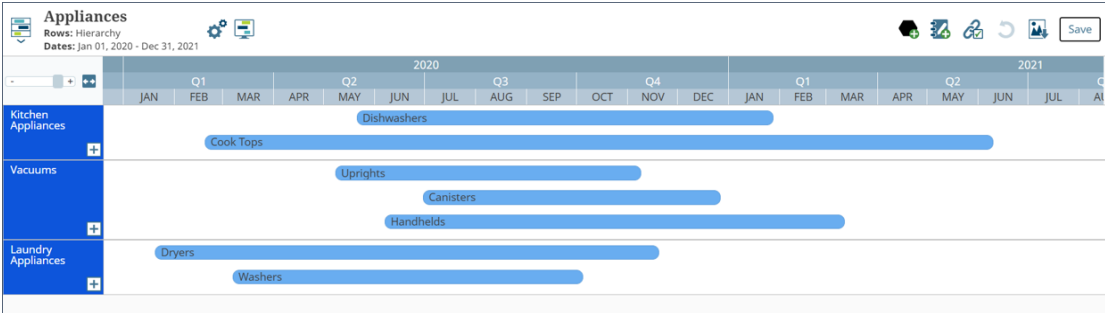 Appliances
Rows: Hierarchy
Dates: Jan 01, 2020 - Dec 31, 2021
Save
2020 2021
Q1 Q2 Q3 Q4 Q1 Q2
JAN FEB MAR APR MAY JUN JUL AUG SEP OCT NOV DEC JAN FEB MAR APR MAY JUN JUL
Kitchen
Appliances
Dishwashers
Cook Tops
Vacuums
Uprights
Canisters
Handhelds
Laundry
Appliances
Dryers
Washers